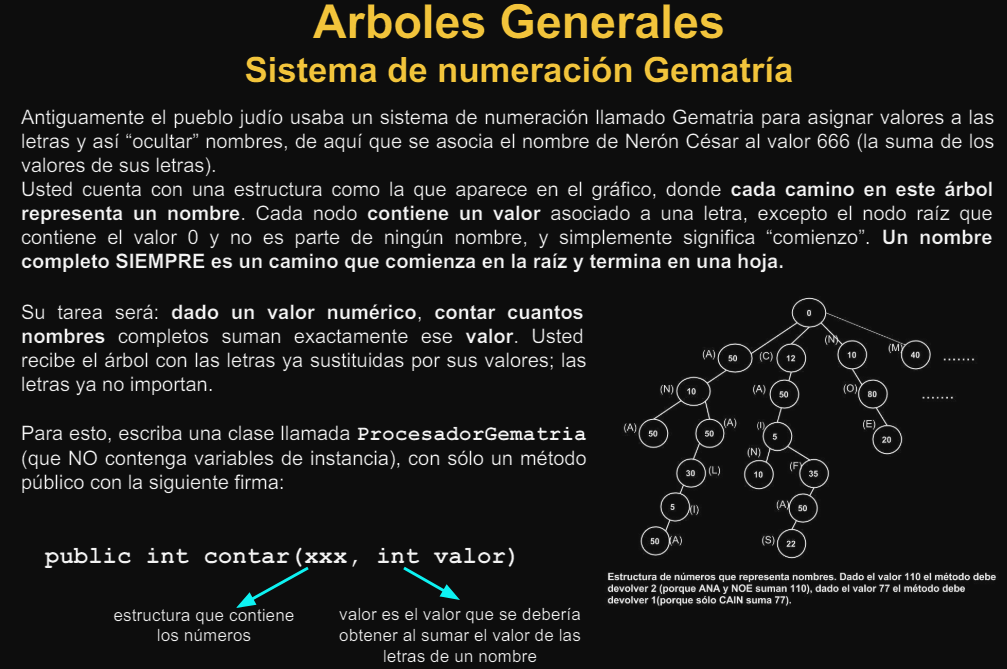 Arboles Generales
Sistema de numeración Gematría
Antiguamente el pueblo judío usaba un sistema de numeración llamado Gematria para asignar valores a las
letras y así “ocultar” nombres, de aquí que se asocia el nombre de Nerón César al valor 666 (la suma de los
valores de sus letras).
Usted cuenta con una estructura como la que aparece en el gráfico, donde cada camino en este árbol
representa un nombre. Cada nodo contiene un valor asociado a una letra, excepto el nodo raíz que
contiene el valor 0 y no es parte de ningún nombre, y simplemente significa “comienzo”. Un nombre
completo SIEMPRE es un camino que comienza en la raíz y termina en una hoja.
Su tarea será: dado un valor numérico, contar cuantos
nombres completos suman exactamente ese valor. Usted
recibe el árbol con las letras ya sustituidas por sus valores; las
letras ya no importan.
Para esto, escriba una clase llamada ProcesadorGematria
(que NO contenga variables de instancia), con sólo un método
público con la siguiente firma:
public int contar(xxx, int valor)
estructura que contiene
los números
valor es el valor que se debería
obtener al sumar el valor de las
letras de un nombre
0
(A) 50 (C) 12 (N) 10 (M) 40 .......
(N) 10 (A) 50 (O) 80 .......
(A) 50 50 (A) (I) 5 (E) 20
30 (L) (N) 10 (F) 35
5 (I) (A) 50
50 (A) (S) 22
Estructura de números que representa nombres. Dado el valor 110 el método debe
devolver 2 (porque ANA y NOE suman 110), dado el valor 77 el método debe
devolver 1(porque sólo CAIN suma 77).